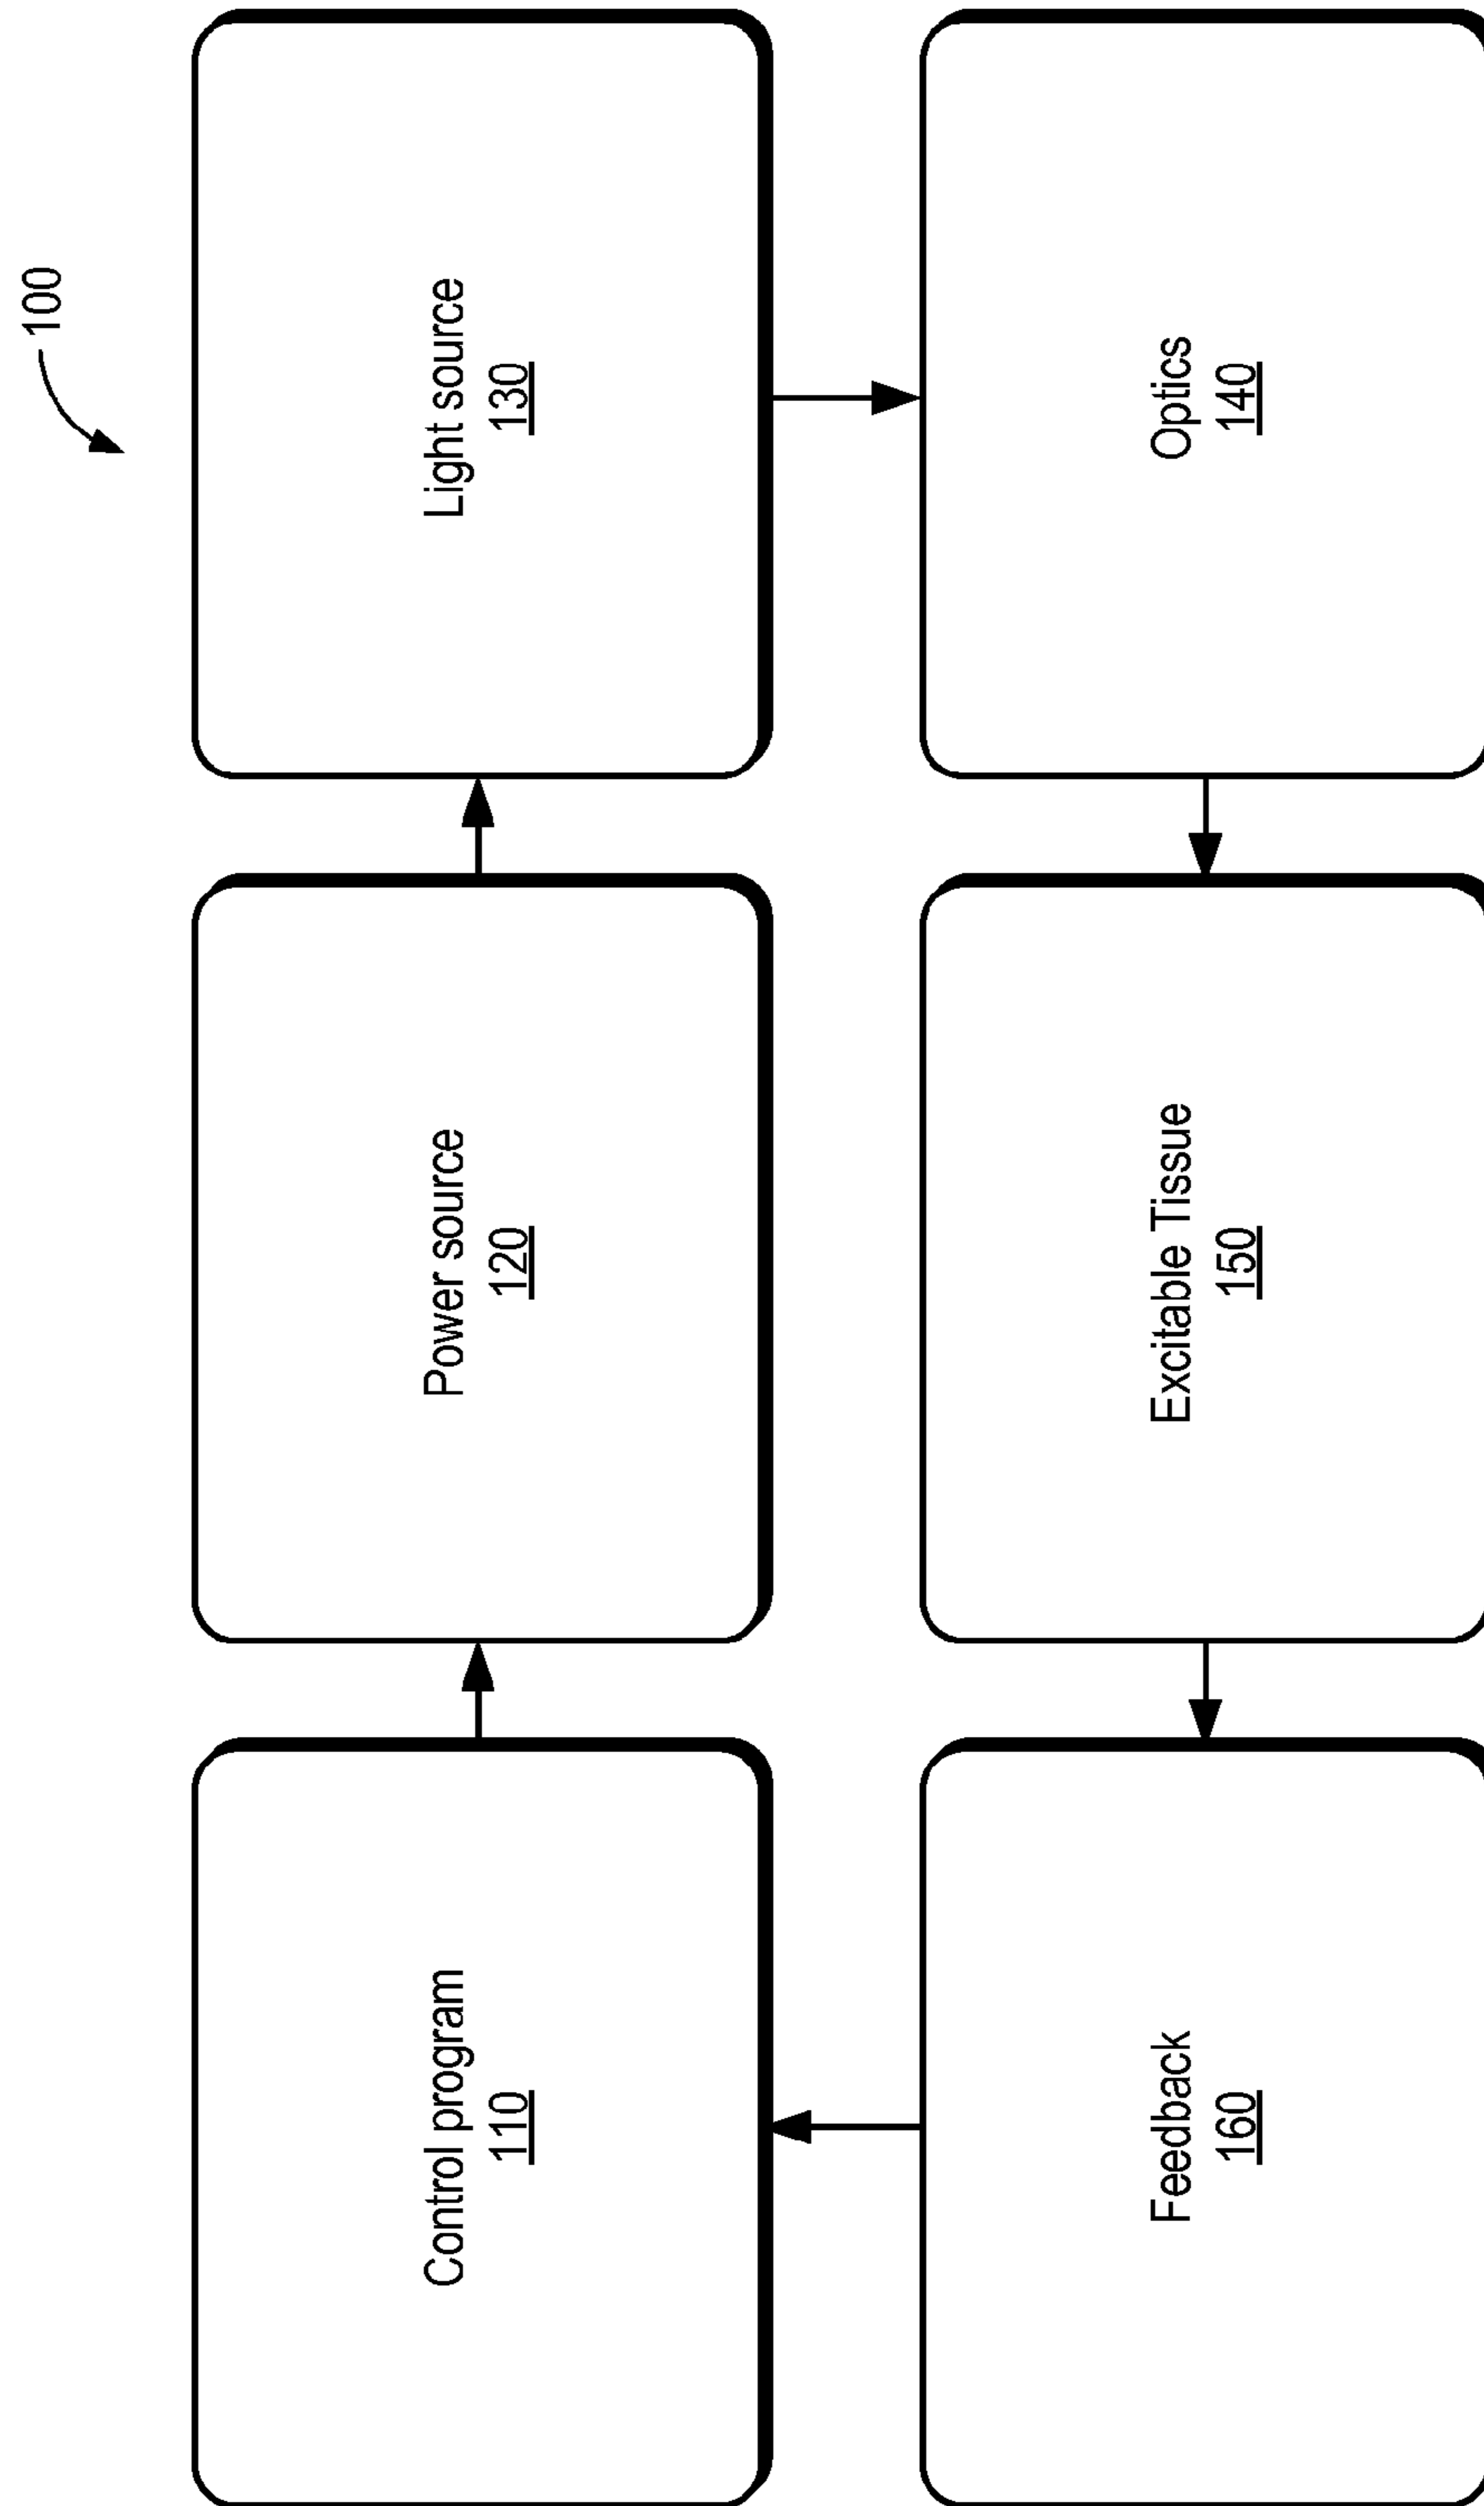 100
Control program
110
Power source
120
Light source
130
Feedback
160
Excitable Tissue
150
Optics
140